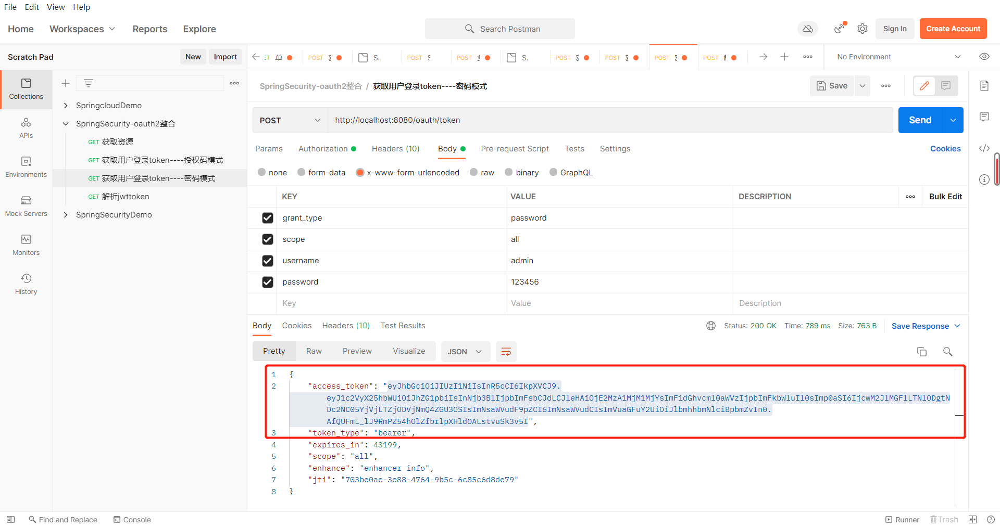 File Edit View Help
Home Workspaces Reports Explore Search Postman Sign In Create Account
Scratch Pad New Import
ET 单 POST POST S.. POST S POST S.. POST POST POST POST No Environment
Collections
APIs
Environments
Mock Servers
Monitors
History
SpringcloudDemo
SpringSecurity-oauth2整合
GET 获取资源
GET 获取用户登录token----授权码模式
GET 获取用户登录token----密码模式
GET 解析jwttoken
SpringSecurityDemo
SpringSecurity-oauth2整合 / 获取用户登录token----密码模式 Save
POST http://localhost:8080/oauth/token Send
Params Authorization Headers (10) Body Pre-request Script Tests Settings Cookies
none form-data x-www-form-urlencoded raw binary GraphQL
KEY VALUE DESCRIPTION Bulk Edit
grant_type password
scope all
username admin
password 123456
Key Value Description
Body Cookies Headers (10) Test Results Status: 200 OK Time: 789 ms Size: 763 B Save Response
Pretty Raw Preview Visualize JSON
1 {
2 "access_token": "eyJhbGciOiJIUzI1NiIsInR5cCI6IkpXVCJ9.
eyJ1c2VyX25hbWUiOiJhZG1pbiIsInNjb3BlIjpbImFsbCJdLCJleHAiOjE2MzA1MjM1MjYsImF1dGhvcml0aWVzIjpbImFkbWluIl0sImp0aSI6IjcwM2JlMGFlLTNlODgtN
Dc2NC05YjVjLTZjODVjNmQ4ZGU3OSIsImNsaWVudF9pZCI6ImNsaWVudCIsImVuaGFuY2UiOiJlbmhhbmNlciBpbmZvIn0.
AfQUFmL_lJ9RmPZ54hOlZfbrlpXHldOALstvuSk3v5I",
3 "token_type": "bearer",
4 "expires_in": 43199,
5 "scope": "all",
6 "enhance": "enhancer info",
7 "jti": "703be0ae-3e88-4764-9b5c-6c85c6d8de79"
8 }
Find and Replace Console Runner Trash